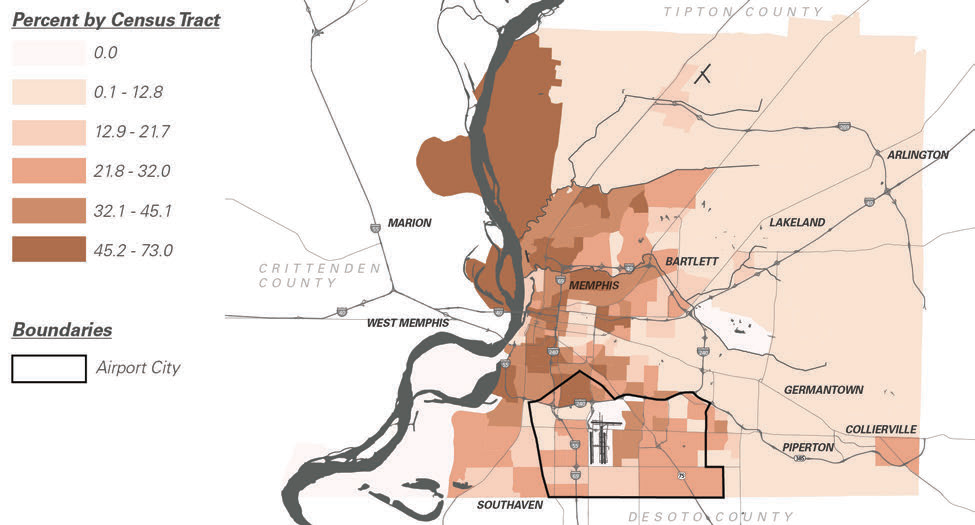 Percent by Census Tract
0.0
0.1 - 12.8
12.9 - 21.7
21.8 - 32.0
32.1 - 45.1
45.2 - 73.0
Boundaries
Airport City
TIPTON COUNTY
ARLINGTON
MARION
LAKELAND
CRITTENDEN
COUNTY
BARTLETT
MEMPHIS
WEST MEMPHIS
GERMANTOWN
COLLIERVILLE
PIPERTON
385
SOUTHAVEN
DESOTO COUNTY